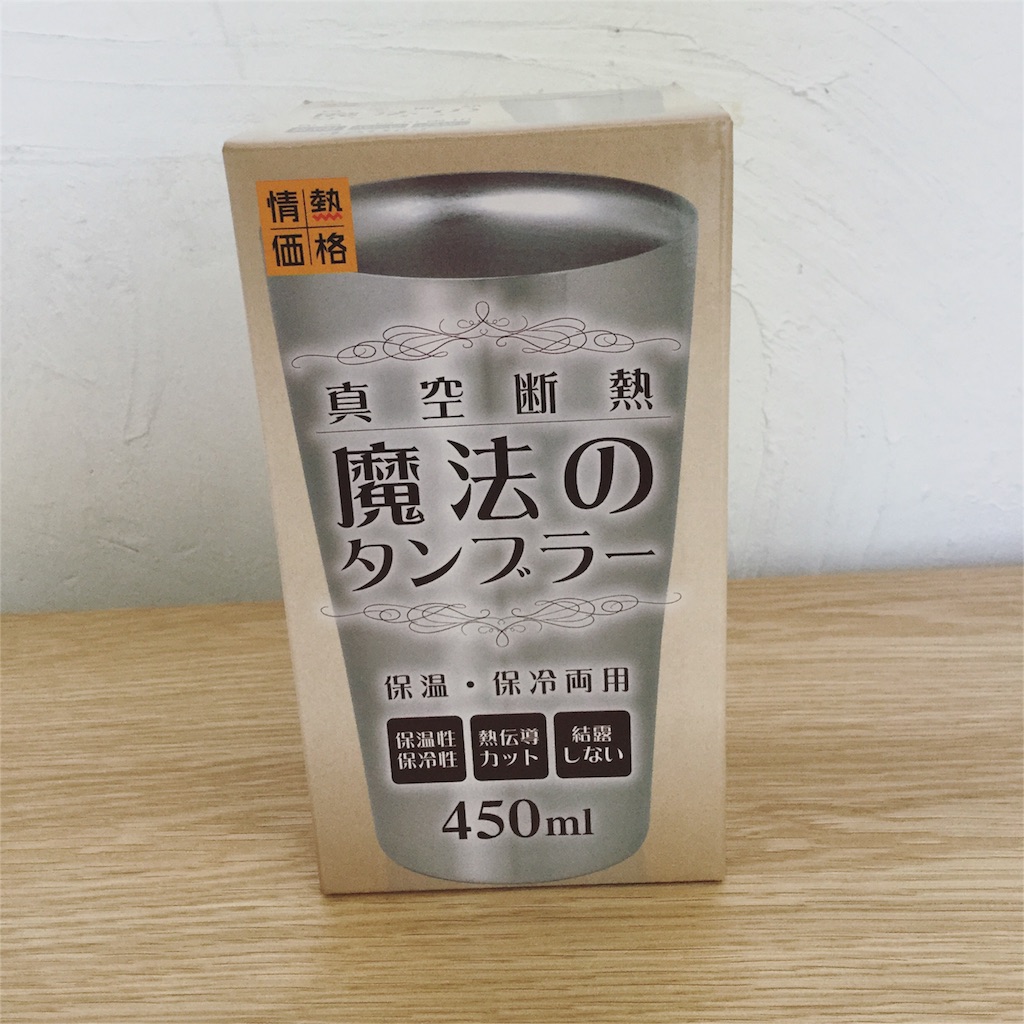 情熱
価格
真空断熱
魔法の
タンブラー
保温・保冷両用
保温性
保冷性
熱伝導
カット
結露
しない
450ml